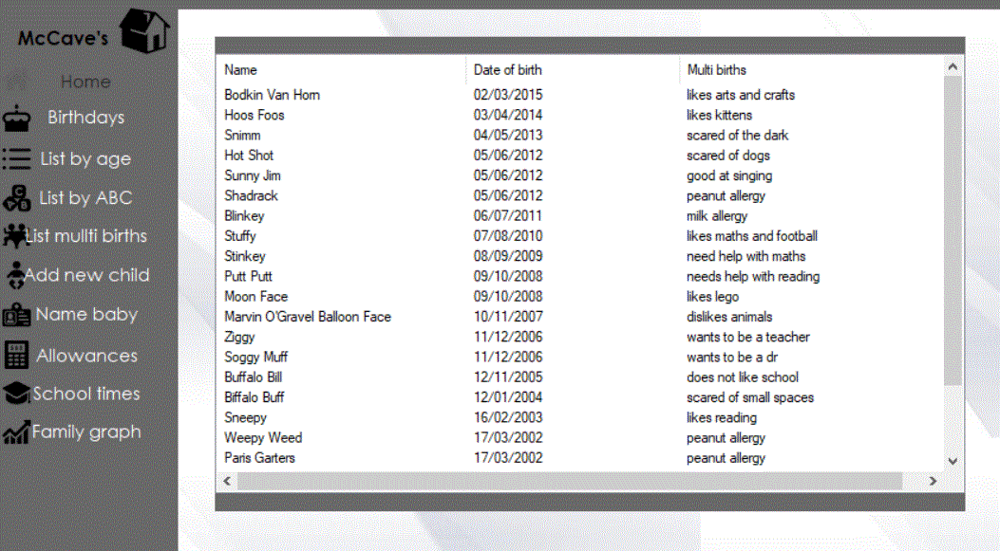 McCave's
Home
Birthdays
List by age
List by ABC
List mullti births
Add new child
Name baby
Allowances
School times
Family graph
Name Date of birth Multi births
Bodkin Van Horn 02/03/2015 likes arts and crafts
Hoos Foos 03/04/2014 likes kittens
Snimm 04/05/2013 scared of the dark
Hot Shot 05/06/2012 scared of dogs
Sunny Jim 05/06/2012 good at singing
Shadrack 05/06/2012 peanut allergy
Blinkey 06/07/2011 milk allergy
Stuffy 07/08/2010 likes maths and football
Stinkey 08/09/2009 need help with maths
Putt Putt 09/10/2008 needs help with reading
Moon Face 09/10/2008 likes lego
Marvin O'Gravel Balloon Face 10/11/2007 dislikes animals
Ziggy 11/12/2006 wants to be a teacher
Soggy Muff 11/12/2006 wants to be a dr
Buffalo Bill 12/11/2005 does not like school
Biffalo Buff 12/01/2004 scared of small spaces
Sneepy 16/02/2003 likes reading
Weepy Weed 17/03/2002 peanut allergy
Paris Garters 17/03/2002 peanut allergy